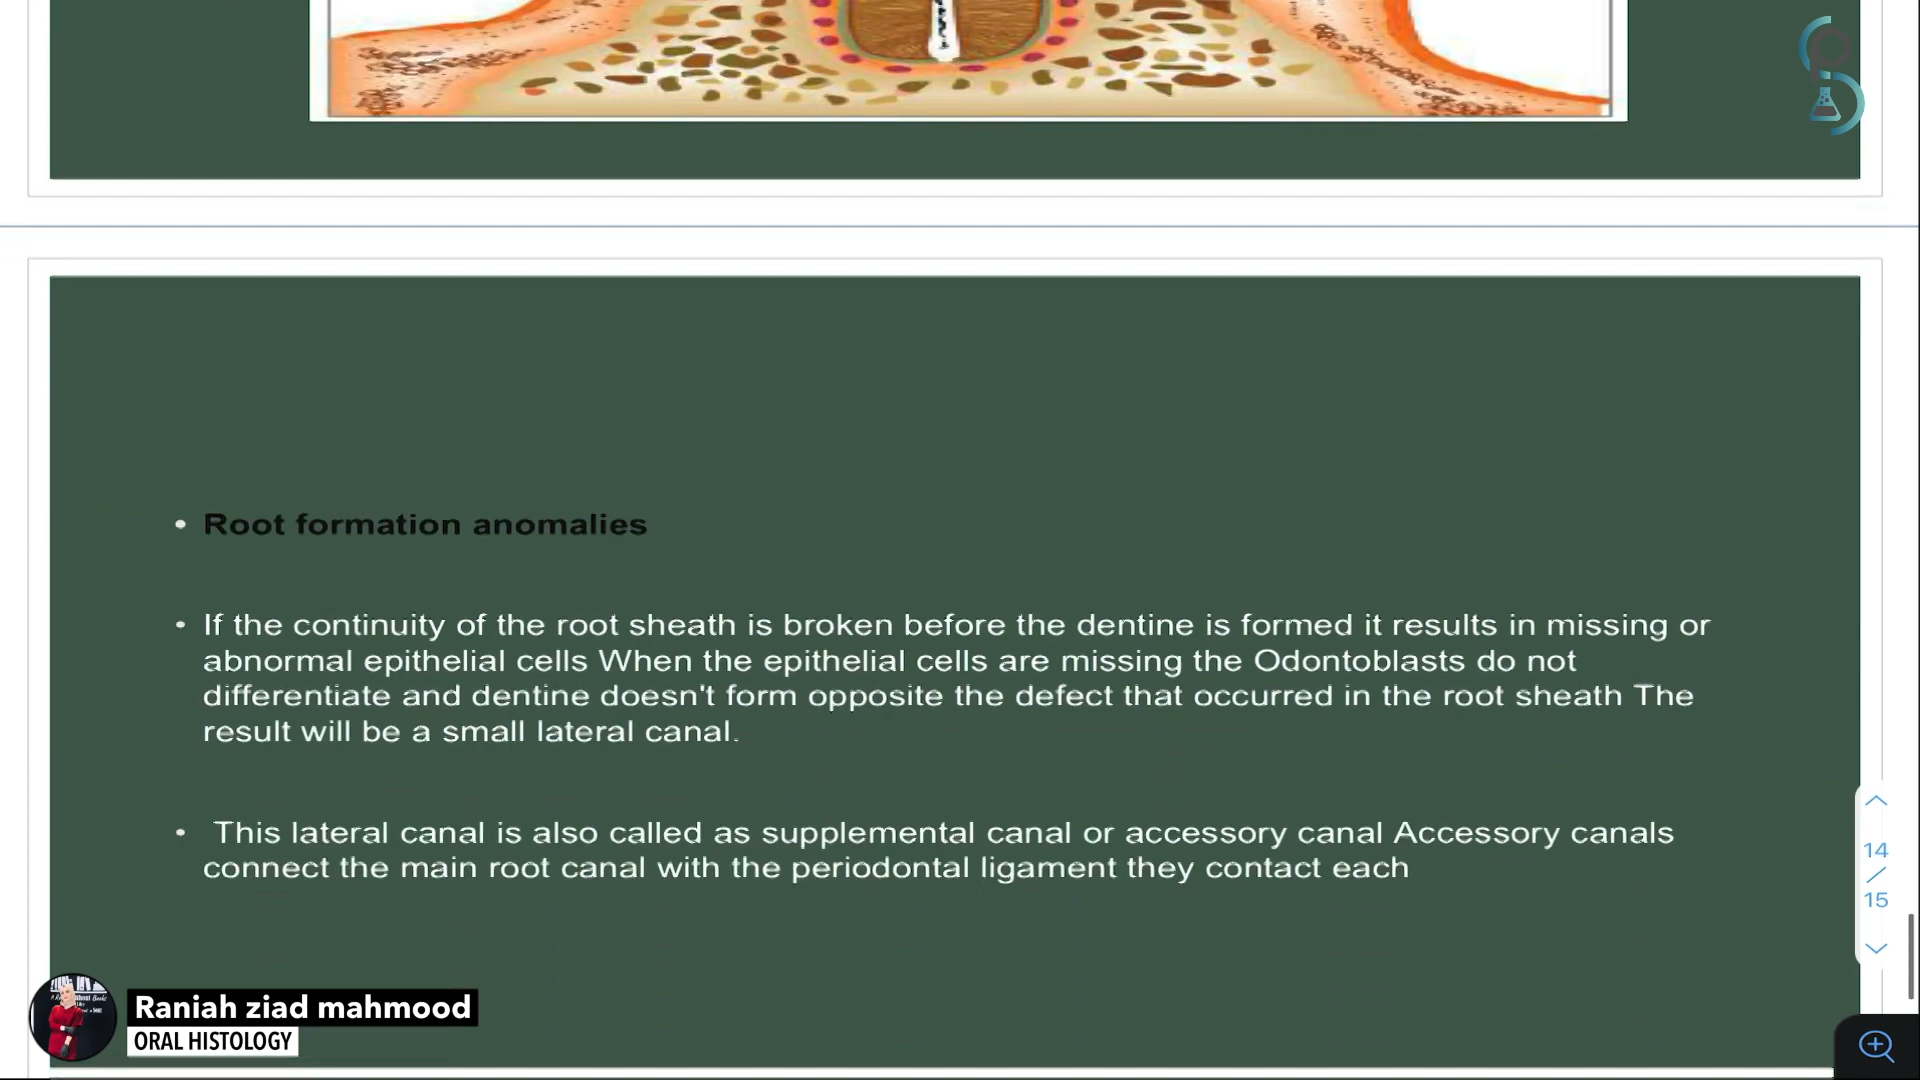 • Root formation anomalies
• If the continuity of the root sheath is broken before the dentine is formed it results in missing or
abnormal epithelial cells When the epithelial cells are missing the Odontoblasts do not
differentiate and dentine doesn't form opposite the defect that occurred in the root sheath The
result will be a small lateral canal.
• This lateral canal is also called as supplemental canal or accessory canal Accessory canals
connect the main root canal with the periodontal ligament they contact each
14
/
15
Raniah ziad mahmood
ORAL HISTOLOGY